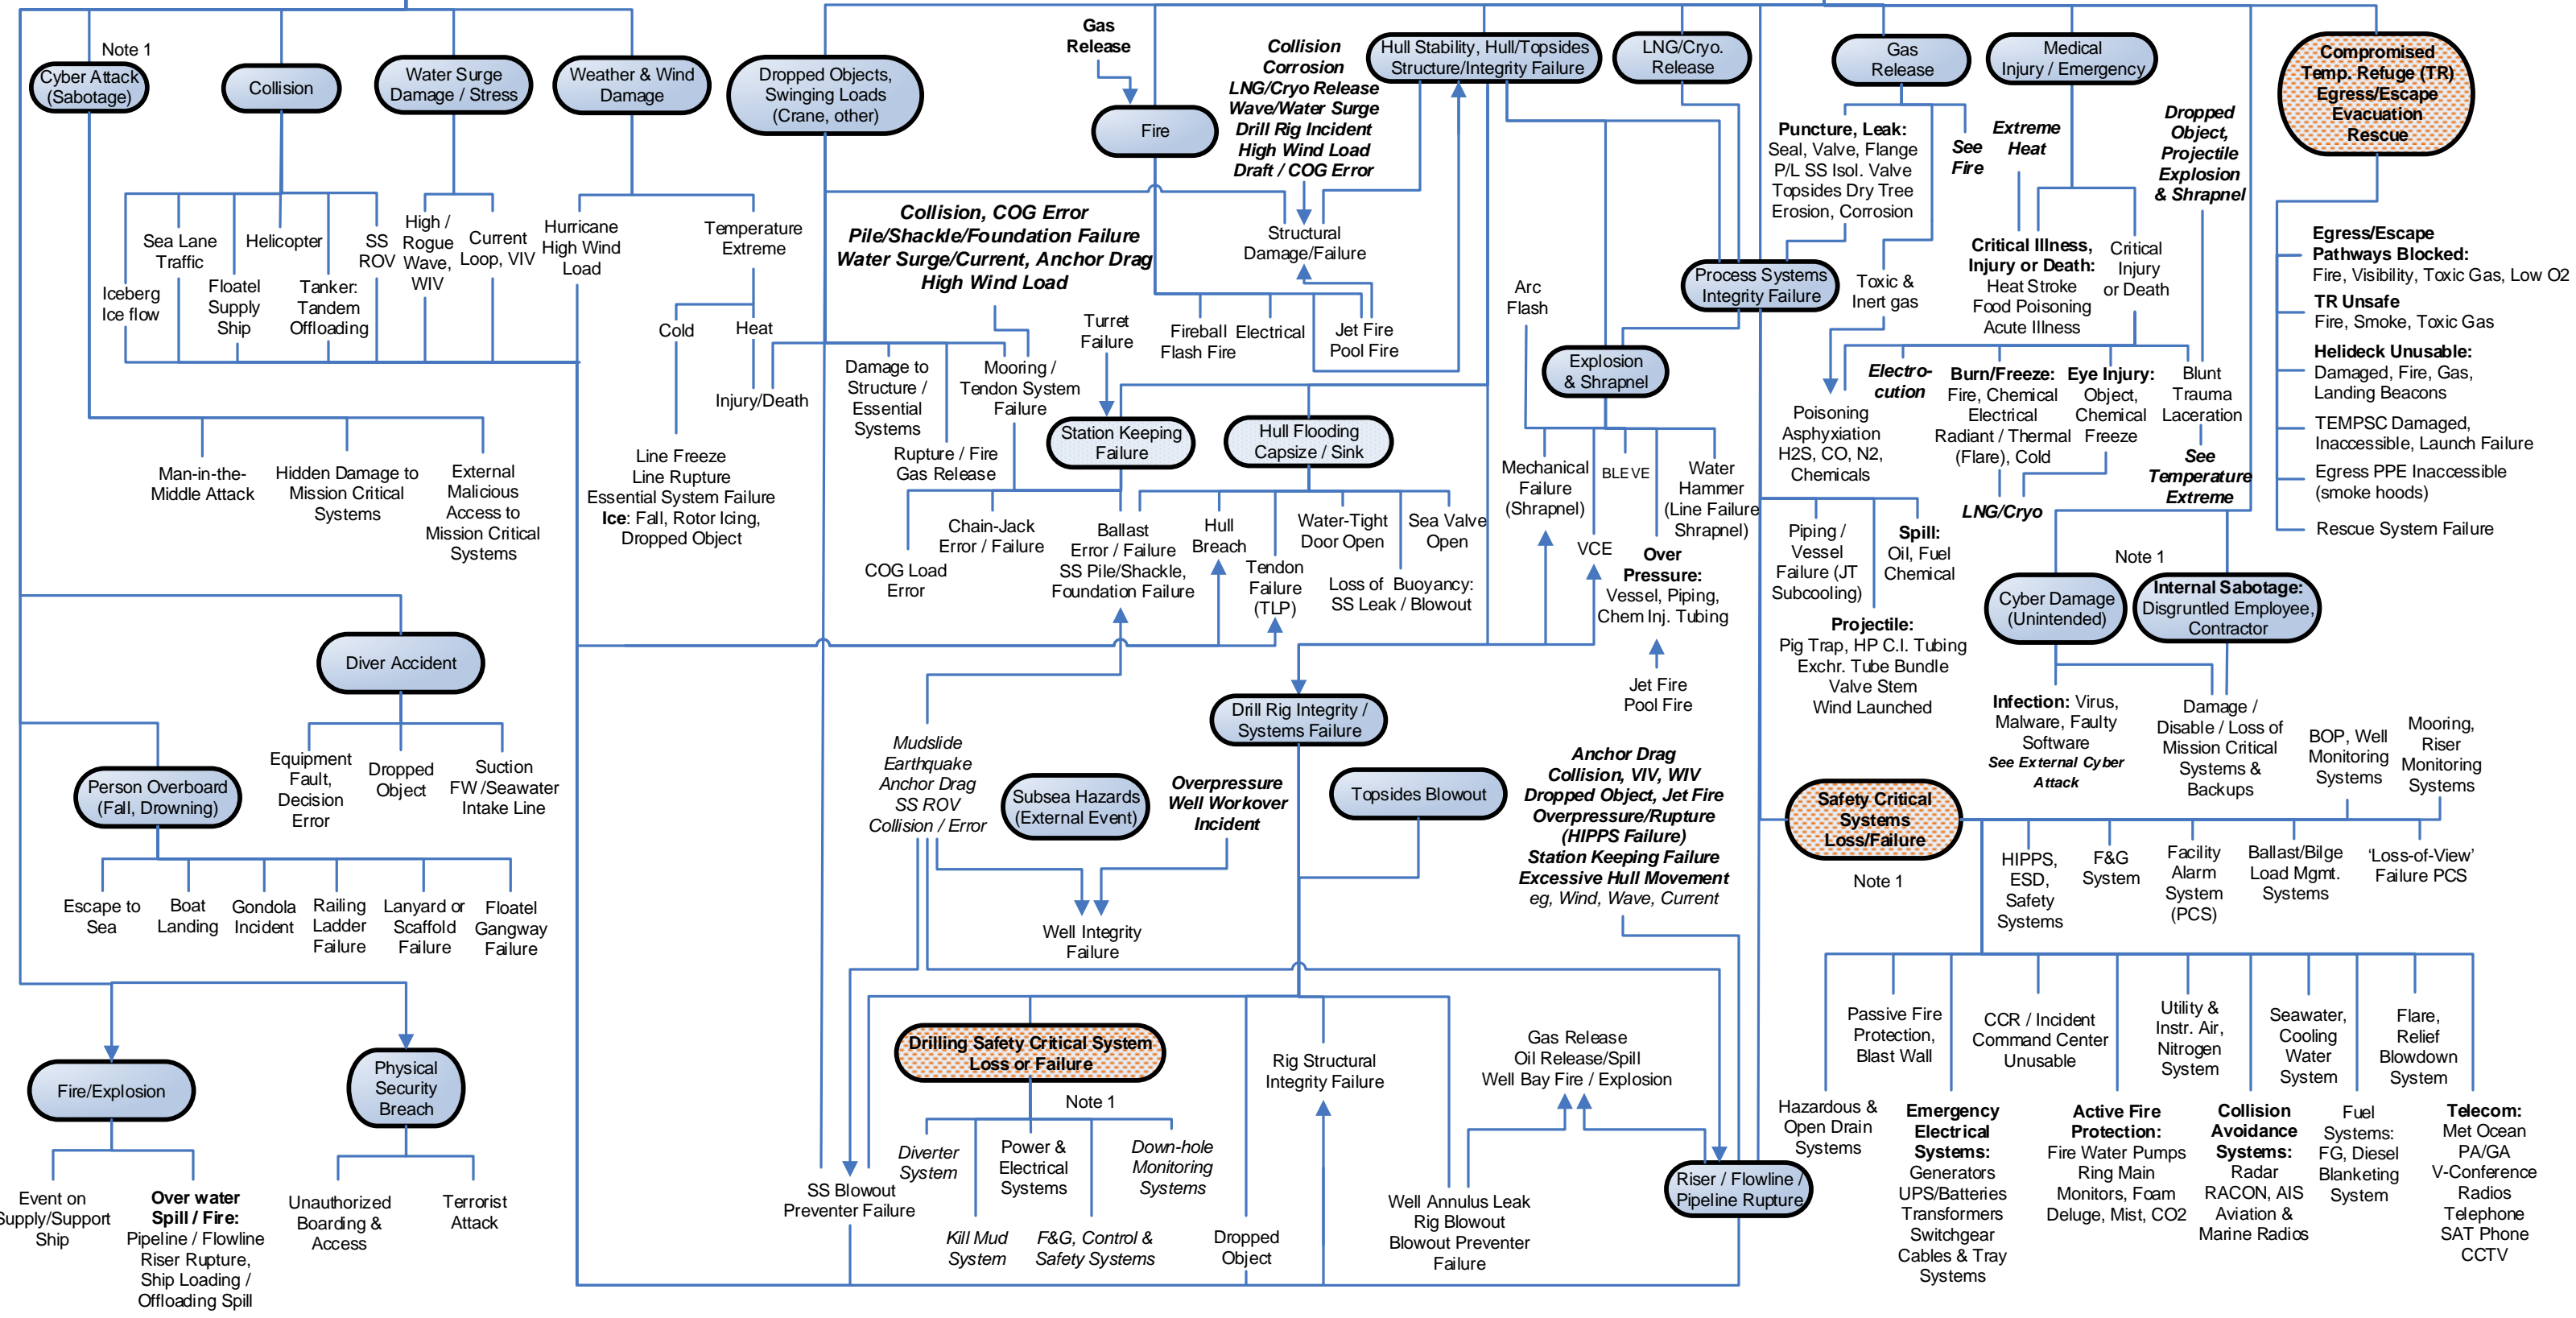 Note 1
Cyber Attack
(Sabotage)
Collision
Water Surge
Damage / Stress
Weather & Wind
Damage
Dropped Objects,
Swinging Loads
(Crane, other)
Gas
Release
Fire
Collision
Corrosion
LNG/Cryo Release
Wave/Water Surge
Drill Rig Incident
High Wind Load
Draft / COG Error
Hull Stability, Hull/Topsides
Structure/Integrity Failure
LNG/Cryo.
Release
Gas
Release
Medical
Injury / Emergency
Compromised
Temp. Refuge (TR)
Egress/Escape
Evacuation
Rescue
Iceberg
Ice flow
Sea Lane
Traffic
Floatel
Supply
Ship
Helicopter
Tanker:
Tandem
Offloading
SS
ROV
High /
Rogue
Wave,
WIV
Current
Loop, VIV
Hurricane
High Wind
Load
Temperature
Extreme
Cold
Heat
Injury/Death
Line Freeze
Line Rupture
Essential System Failure
Ice: Fall, Rotor Icing,
Dropped Object
Man-in-the-
Middle Attack
Hidden Damage to
Mission Critical
Systems
External
Malicious
Access to
Mission Critical
Systems
Collision, COG Error
Pile/Shackle/Foundation Failure
Water Surge/Current, Anchor Drag
High Wind Load
Structural
Damage/Failure
Turret
Failure
Fireball
Flash Fire
Electrical
Jet Fire
Pool Fire
Damage to
Structure /
Essential
Systems
Rupture / Fire
Gas Release
Mooring /
Tendon System
Failure
Station Keeping
Failure
Hull Flooding
Capsize / Sink
COG Load
Error
Chain-Jack
Error / Failure
Ballast
Error / Failure
SS Pile/Shackle,
Foundation Failure
Hull
Breach
Tendon
Failure
(TLP)
Water-Tight
Door Open
Loss of Buoyancy:
SS Leak / Blowout
Sea Valve
Open
Arc
Flash
Process Systems
Integrity Failure
Explosion
& Shrapnel
Mechanical
Failure
(Shrapnel)
BLEVE
VCE
Water
Hammer
(Line Failure
Shrapnel)
Over
Pressure:
Vessel, Piping,
Chem Inj. Tubing
Jet Fire
Pool Fire
Puncture, Leak:
Seal, Valve, Flange
P/L SS Isol. Valve
Topsides Dry Tree
Erosion, Corrosion
See
Fire
Toxic &
Inert gas
Poisoning
Asphyxiation
H2S, CO, N2,
Chemicals
Extreme
Heat
Critical Illness,
Injury or Death:
Heat Stroke
Food Poisoning
Acute Illness
Critical
Injury
or Death
Dropped
Object,
Projectile
Explosion
& Shrapnel
Electro-
cution
Burn/Freeze:
Fire, Chemical
Electrical
Radiant / Thermal
(Flare), Cold
Eye Injury:
Object,
Chemical
Freeze
Blunt
Trauma
Laceration
See
Temperature
Extreme
LNG/Cryo
Egress/Escape
Pathways Blocked:
Fire, Visibility, Toxic Gas, Low O2
TR Unsafe
Fire, Smoke, Toxic Gas
Helideck Unusable:
Damaged, Fire, Gas,
Landing Beacons
TEMPSC Damaged,
Inaccessible, Launch Failure
Egress PPE Inaccessible
(smoke hoods)
Rescue System Failure
Piping /
Vessel
Failure (JT
Subcooling)
Spill:
Oil, Fuel
Chemical
Projectile:
Pig Trap, HP C.I. Tubing
Exchr. Tube Bundle
Valve Stem
Wind Launched
Note 1
Cyber Damage
(Unintended)
Internal Sabotage:
Disgruntled Employee,
Contractor
Infection: Virus,
Malware, Faulty
Software
See External Cyber
Attack
Damage /
Disable / Loss of
Mission Critical
Systems &
Backups
BOP, Well
Monitoring
Systems
Mooring,
Riser
Monitoring
Systems
Diver Accident
Equipment
Fault,
Decision
Error
Dropped
Object
Suction
FW /Seawater
Intake Line
Person Overboard
(Fall, Drowning)
Escape to
Sea
Boat
Landing
Gondola
Incident
Railing
Ladder
Failure
Lanyard or
Scaffold
Failure
Floatel
Gangway
Failure
Fire/Explosion
Physical
Security
Breach
Event on
Supply/Support
Ship
Over water
Spill / Fire:
Pipeline / Flowline
Riser Rupture,
Ship Loading /
Offloading Spill
Unauthorized
Boarding &
Access
Terrorist
Attack
Mudslide
Earthquake
Anchor Drag
SS ROV
Collision / Error
Subsea Hazards
(External Event)
Overpressure
Well Workover
Incident
Well Integrity
Failure
Drill Rig Integrity /
Systems Failure
Topsides Blowout
Anchor Drag
Collision, VIV, WIV
Dropped Object, Jet Fire
Overpressure/Rupture
(HIPPS Failure)
Station Keeping Failure
Excessive Hull Movement
eg, Wind, Wave, Current
Drilling Safety Critical System
Loss or Failure
Note 1
Diverter
System
Kill Mud
System
Power &
Electrical
Systems
F&G, Control &
Safety Systems
Down-hole
Monitoring
Systems
SS Blowout
Preventer Failure
Dropped
Object
Rig Structural
Integrity Failure
Gas Release
Oil Release/Spill
Well Bay Fire / Explosion
Well Annulus Leak
Rig Blowout
Blowout Preventer
Failure
Riser / Flowline /
Pipeline Rupture
Safety Critical
Systems
Loss/Failure
Note 1
HIPPS,
ESD,
Safety
Systems
F&G
System
Facility
Alarm
System
(PCS)
Ballast/Bilge
Load Mgmt.
Systems
‘Loss-of-View’
Failure PCS
Hazardous &
Open Drain
Systems
Passive Fire
Protection,
Blast Wall
Emergency
Electrical
Systems:
Generators
UPS/Batteries
Transformers
Switchgear
Cables & Tray
Systems
CCR / Incident
Command Center
Unusable
Active Fire
Protection:
Fire Water Pumps
Ring Main
Monitors, Foam
Deluge, Mist, CO2
Utility &
Instr. Air,
Nitrogen
System
Collision
Avoidance
Systems:
Radar
RACON, AIS
Aviation &
Marine Radios
Seawater,
Cooling
Water
System
Fuel
Systems:
FG, Diesel
Blanketing
System
Flare,
Relief
Blowdown
System
Telecom:
Met Ocean
PA/GA
V-Conference
Radios
Telephone
SAT Phone
CCTV